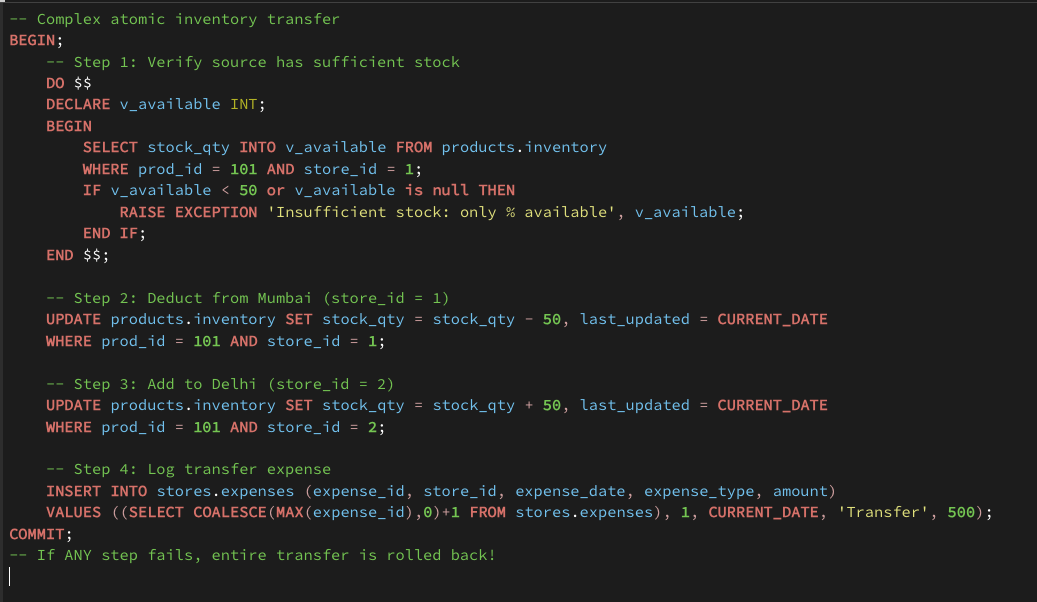 -- Complex atomic inventory transfer
BEGIN;
    -- Step 1: Verify source has sufficient stock
    DO $$
    DECLARE v_available INT;
    BEGIN
        SELECT stock_qty INTO v_available FROM products.inventory
        WHERE prod_id = 101 AND store_id = 1;
        IF v_available < 50 or v_available is null THEN
            RAISE EXCEPTION 'Insufficient stock: only % available', v_available;
        END IF;
    END $$;

    -- Step 2: Deduct from Mumbai (store_id = 1)
    UPDATE products.inventory SET stock_qty = stock_qty - 50, last_updated = CURRENT_DATE
    WHERE prod_id = 101 AND store_id = 1;

    -- Step 3: Add to Delhi (store_id = 2)
    UPDATE products.inventory SET stock_qty = stock_qty + 50, last_updated = CURRENT_DATE
    WHERE prod_id = 101 AND store_id = 2;

    -- Step 4: Log transfer expense
    INSERT INTO stores.expenses (expense_id, store_id, expense_date, expense_type, amount)
    VALUES ((SELECT COALESCE(MAX(expense_id),0)+1 FROM stores.expenses), 1, CURRENT_DATE, 'Transfer', 500);
COMMIT;
-- If ANY step fails, entire transfer is rolled back!